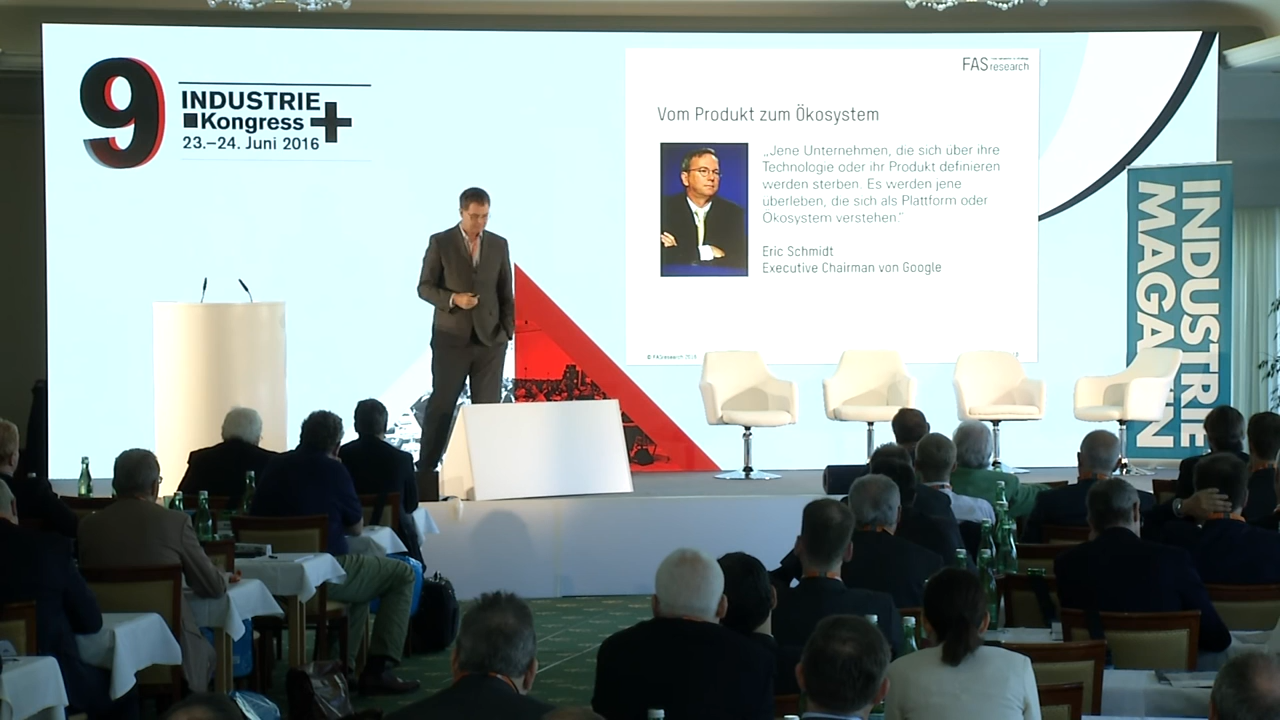 9
INDUSTRIE
Kongress +
23.–24. Juni 2016
FAS research
Vom Produkt zum Ökosystem
„Jene Unternehmen, die sich über ihre
Technologie oder ihr Produkt definieren
werden sterben. Es werden jene
überleben, die sich als Plattform oder
Ökosystem verstehen.“
Eric Schmidt
Executive Chairman von Google
INDUSTRIE
MAGAZIN